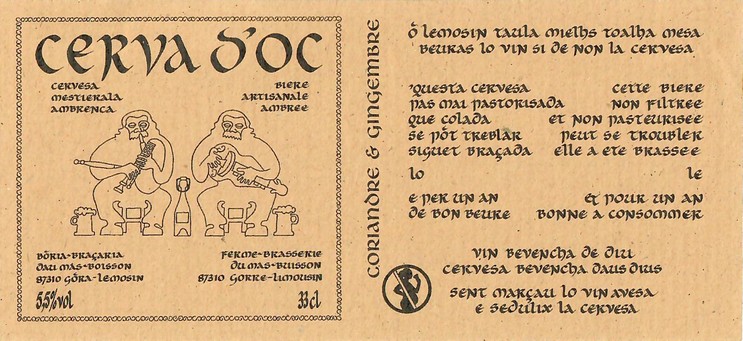 CERVA D'OC
CERVESA
MESTIERALA
AMBRENCA
BIERE
ARTISANALE
AMBREE
BÒRIA-BRAÇARIA
DAU MAS-BOISSON
87310 GÒRA-LEMOSIN
5,5%vol
FERME-BRASSERIE
DU MAS-BUISSON
87310 GORRE-LIMOUSIN
33cl
CORIANDRE & GINGEMBRE
Ò LEMOSIN TAULA MIELHS TOALHA MESA
BEURAS LO VIN SI DE NON LA CERVESA
'QUESTA CERVESA
PAS MAI PASTORISADA
QUE COLADA
SE PÒT TREBLAR
SIGUET BRAÇADA
LO
E PER UN AN
DE BON BEURE
CETTE BIERE
NON FILTREE
ET NON PASTEURISEE
PEUT SE TROUBLER
ELLE A ETE BRASSEE
LE
ET POUR UN AN
BONNE A CONSOMMER
VIN BEVENCHA DE DIU
CERVESA BEVENCHA DAUS DIUS
SENT MARÇAU LO VIN AVESA
E SEDULIX LA CERVESA